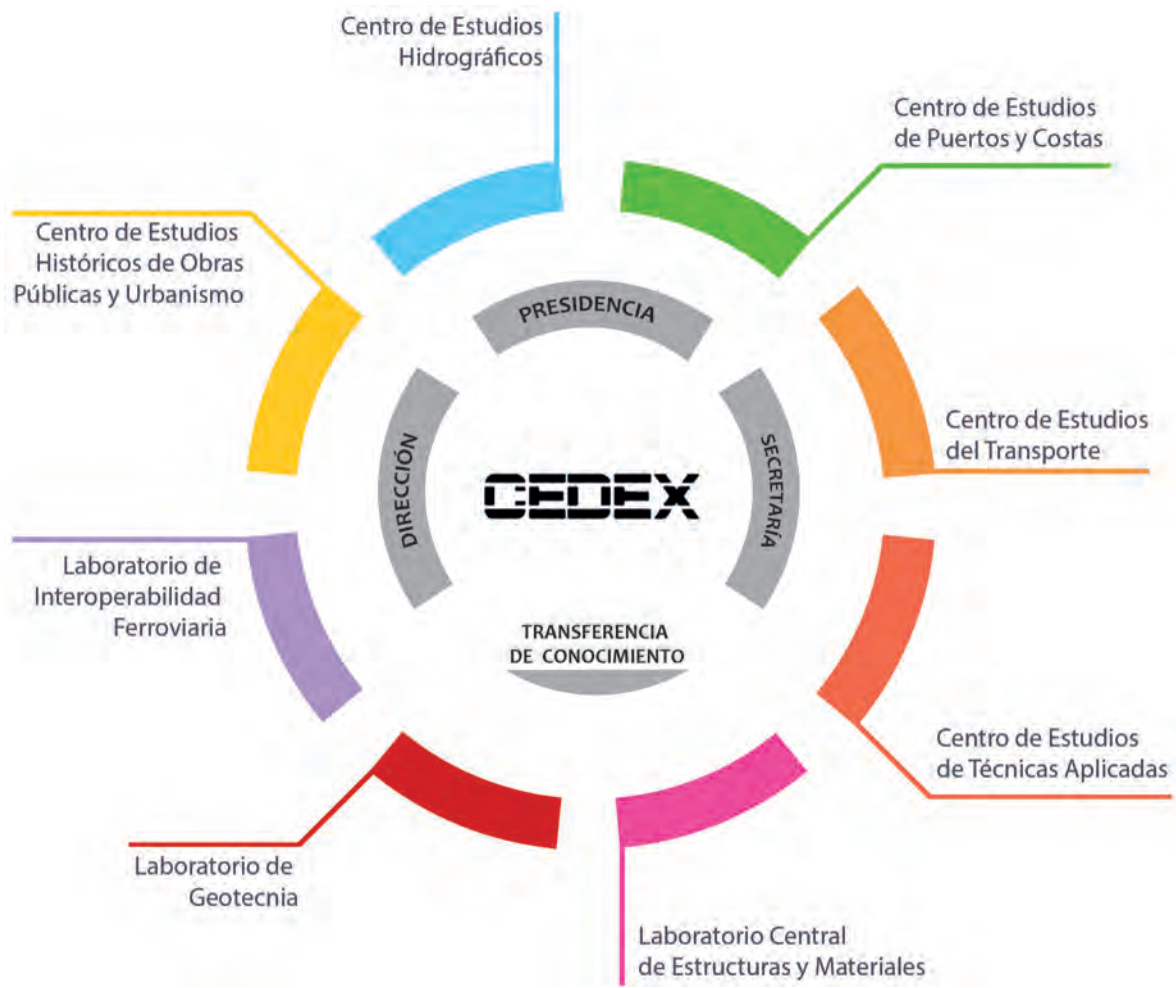 Centro de Estudios
Hidrográficos
Centro de Estudios
de Puertos y Costas
Centro de Estudios
Históricos de Obras
Públicas y Urbanismo
PRESIDENCIA
DIRECCIÓN
SECRETARÍA
CEDEX
Centro de Estudios
del Transporte
Laboratorio de
Interoperabilidad
Ferroviaria
TRANSFERENCIA
DE CONOCIMIENTO
Centro de Estudios
de Técnicas Aplicadas
Laboratorio de
Geotecnia
Laboratorio Central
de Estructuras y Materiales